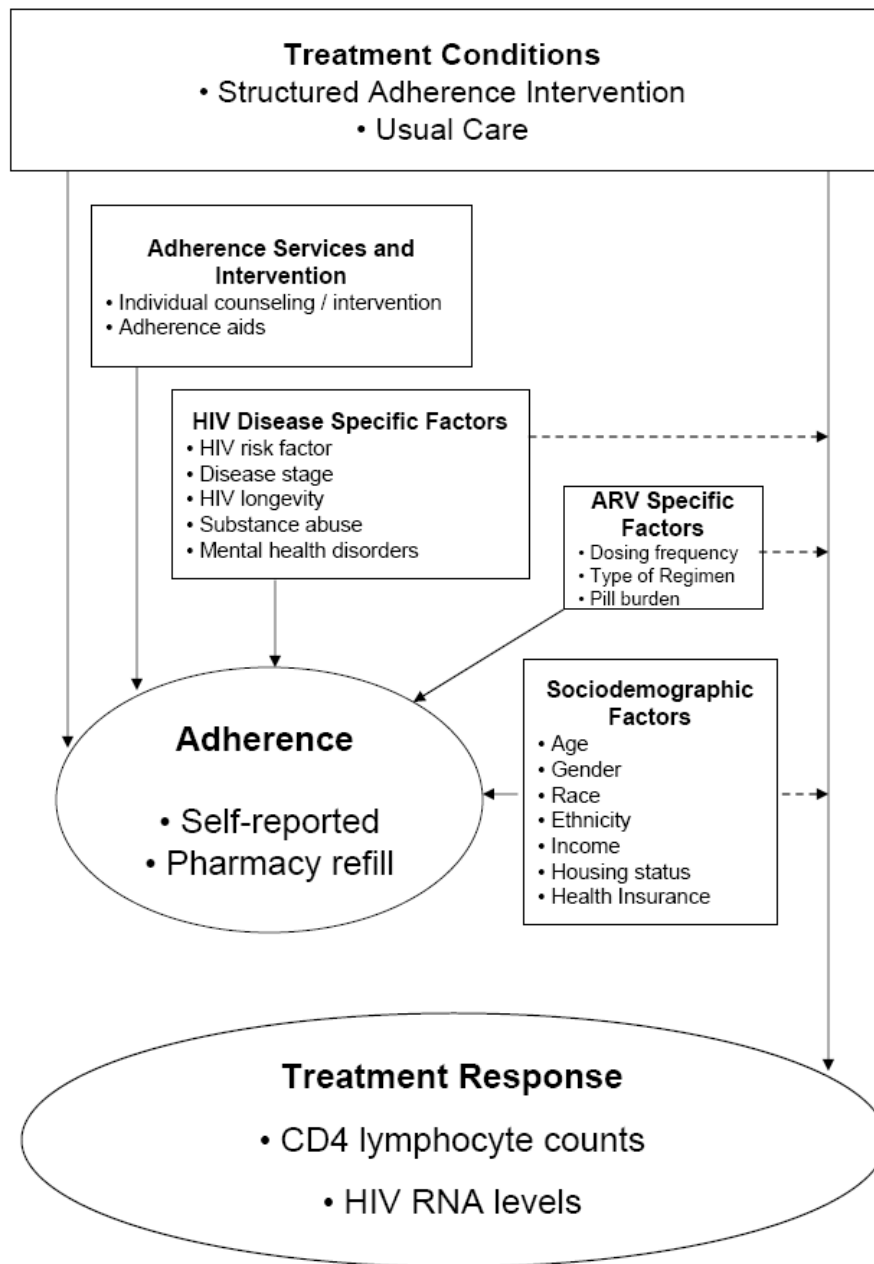 Treatment Conditions
• Structured Adherence Intervention
• Usual Care
Adherence Services and
Intervention
• Individual counseling / intervention
• Adherence aids
HIV Disease Specific Factors
• HIV risk factor
• Disease stage
• HIV longevity
• Substance abuse
• Mental health disorders
ARV Specific
Factors
• Dosing frequency
• Type of Regimen
• Pill burden
Adherence
• Self-reported
• Pharmacy refill
Sociodemographic
Factors
• Age
• Gender
• Race
• Ethnicity
• Income
• Housing status
• Health Insurance
Treatment Response
• CD4 lymphocyte counts
• HIV RNA levels